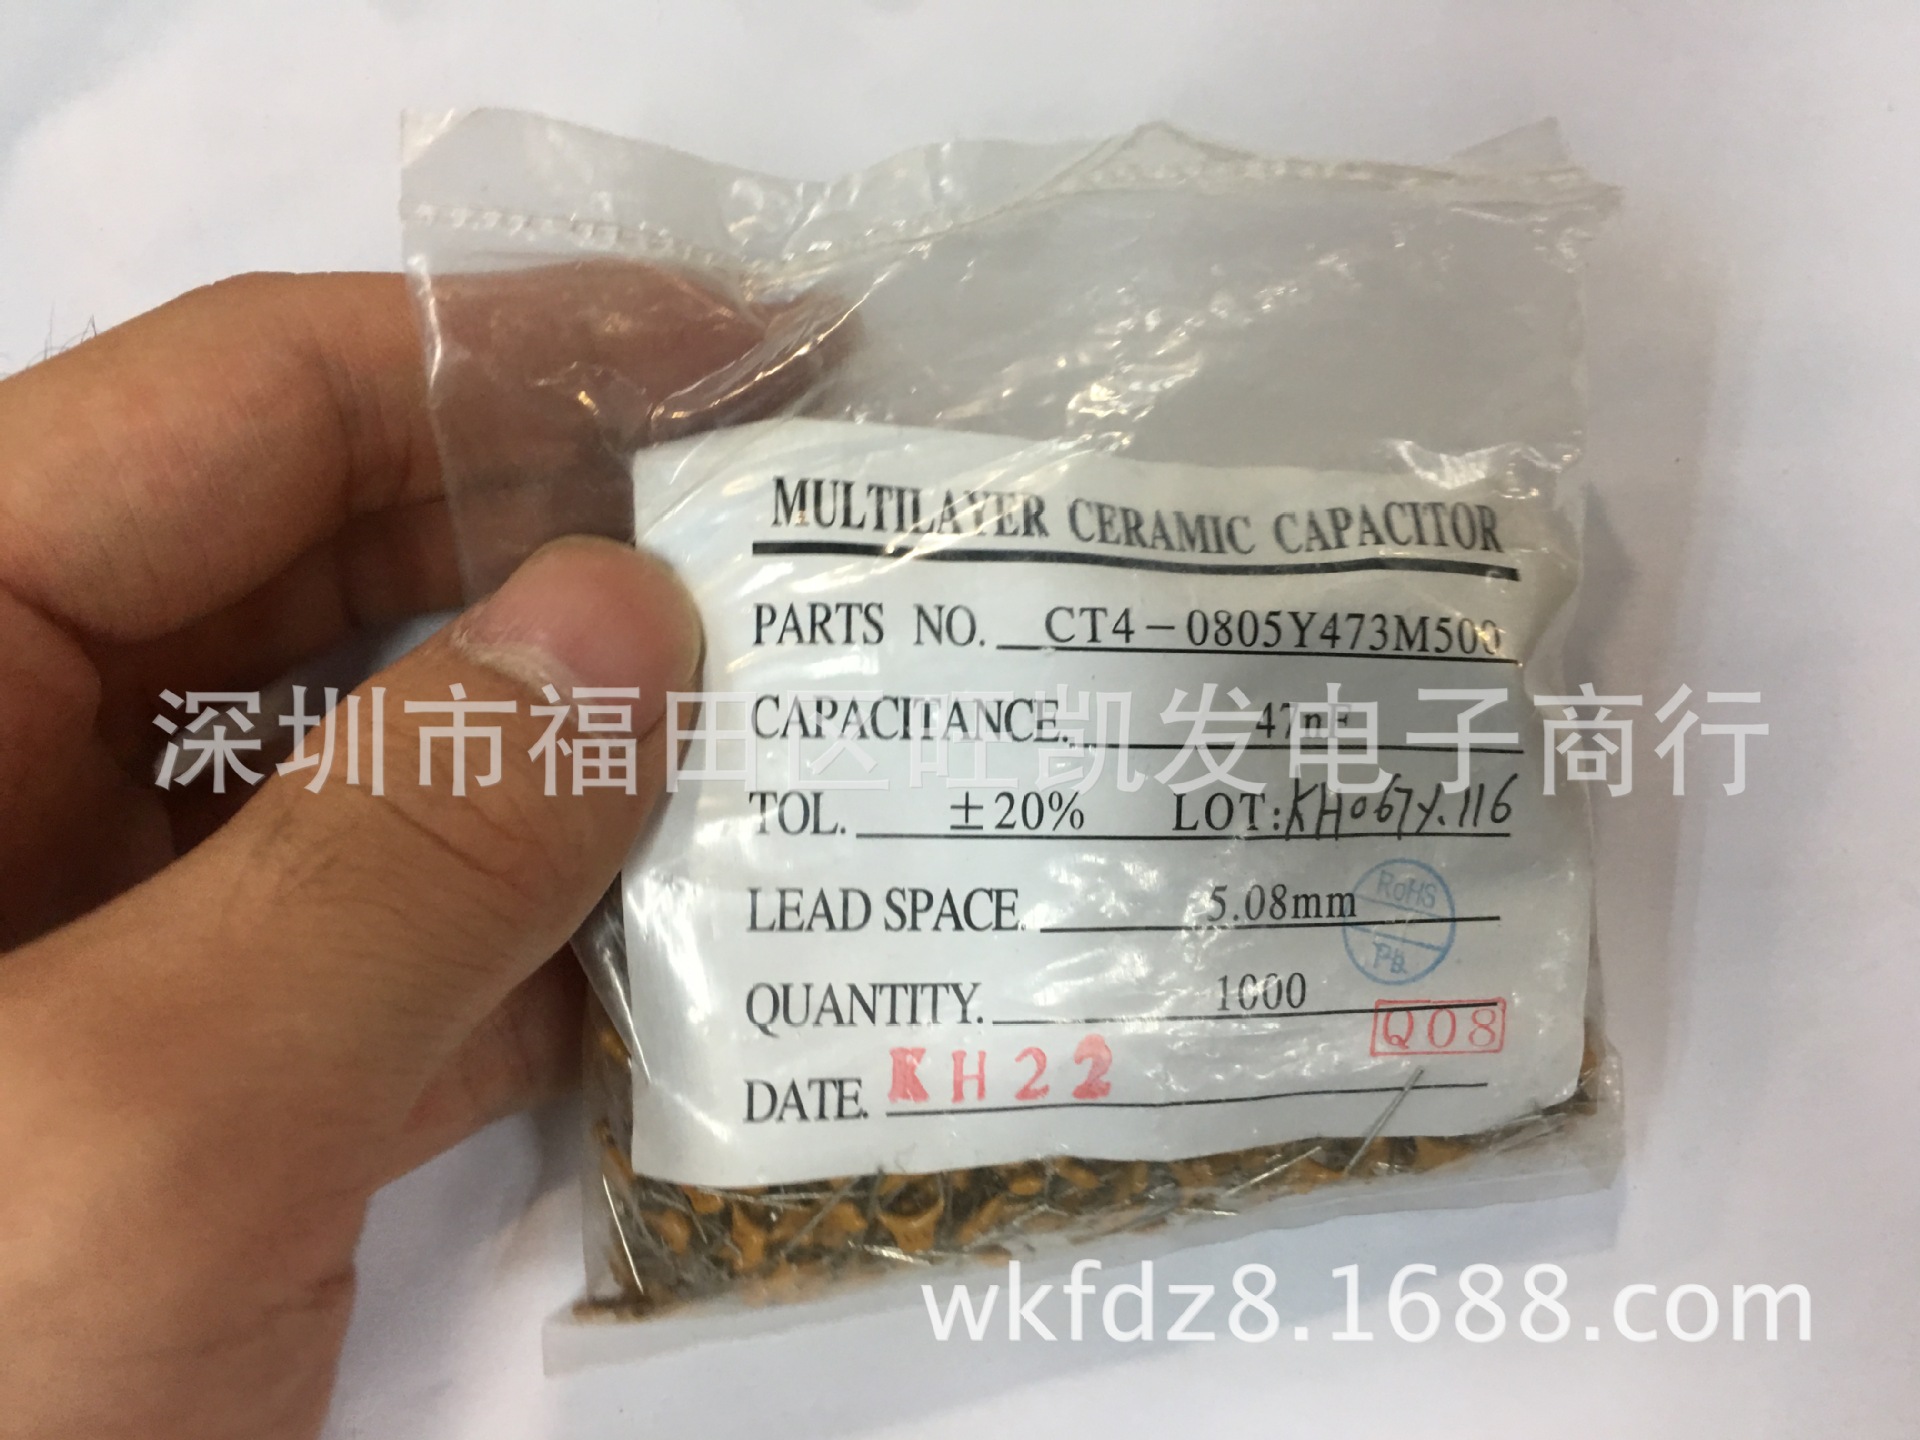 MULTILAYER CERAMIC CAPACITOR
PARTS NO. CT4-0805Y473M500
深圳市福田区旺凯发电子商行
CAPACITANCE. 47nF
TOL. ±20% LOT: KH067Y.116
LEAD SPACE. 5.08mm
RoHS
Pb
QUANTITY. 1000
Q08
DATE. KH22
wkfdz8.1688.com